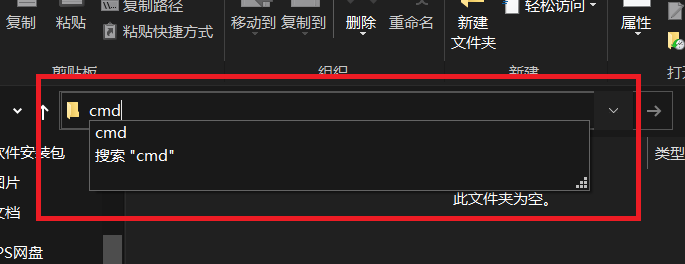 复制
粘贴
复制路径
粘贴快捷方式
剪贴板
移动到
复制到
删除
重命名
组织
新建
文件夹
轻松访问
新建
属性
打开
cmd
cmd
搜索 "cmd"
软件安装包
图片
文档
PS网盘
类型
此文件夹为空。